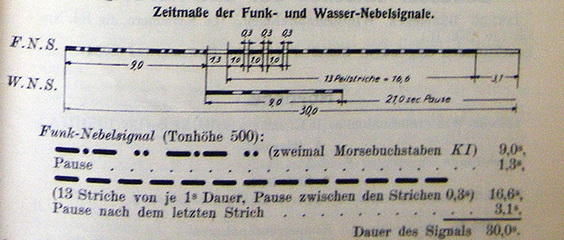 Zeitmaße der Funk- und Wasser-Nebelsignale.
0,3 0,3 0,3
F.N.S.
9,0 1,3 1,0 1,0 1,0 13 Peilstriche = 16,6 3,1
W.N.S.
9,0 21,0 sec Pause
30,0
Funk-Nebelsignal (Tonhöhe 500):
(zweimal Morsebuchstaben KI) 9,0ˢ,
Pause . . . . . . . . . . . . 1,3ˢ,
(13 Striche von je 1ˢ Dauer, Pause zwischen den Strichen 0,3ˢ) 16,6ˢ,
Pause nach dem letzten Strich . . . . . . . 3,1ˢ.
Dauer des Signals 30,0ˢ.